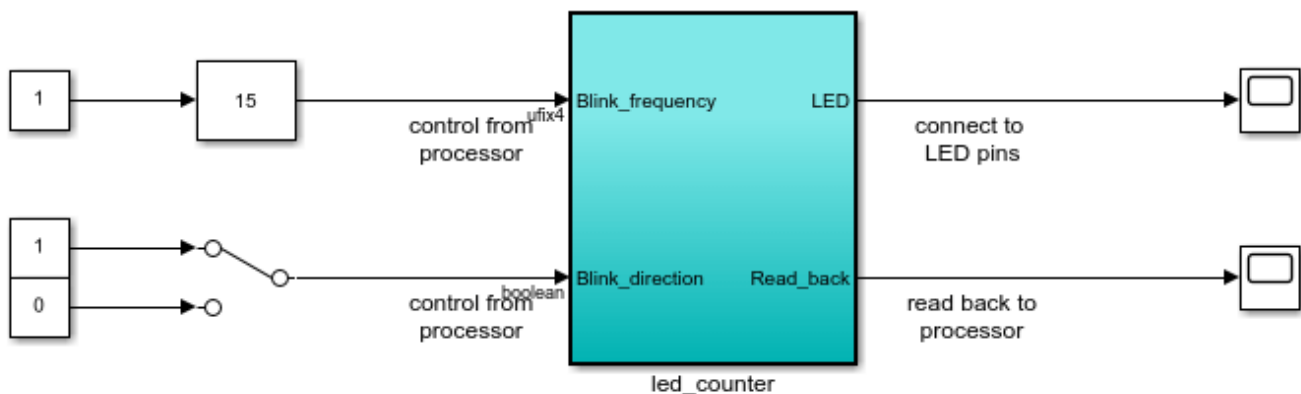 1
15
Blink_frequency
LED
ufix4
control from
processor
connect to
LED pins
1
0
Blink_direction
Read_back
boolean
control from
processor
read back to
processor
led_counter